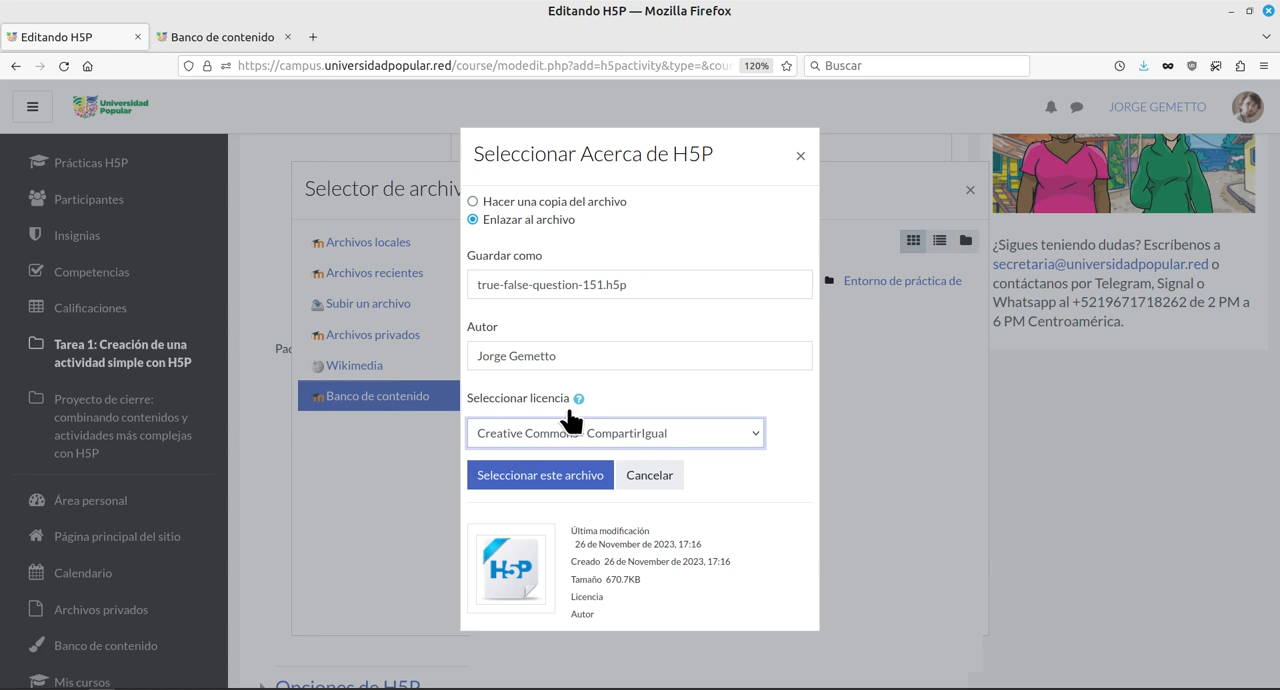 Editando H5P — Mozilla Firefox
Editando H5P
Banco de contenido
https://campus.universidadpopular.red/course/modedit.php?add=h5pactivity&type=&cour
120%
Buscar
Universidad
Popular
JORGE GEMETTO
Prácticas H5P
Participantes
Insignias
Competencias
Calificaciones
Tarea 1: Creación de una
actividad simple con H5P
Proyecto de cierre:
combinando contenidos y
actividades más complejas
con H5P
Área personal
Página principal del sitio
Calendario
Archivos privados
Banco de contenido
Mis cursos
Selector de archiv
Archivos locales
Archivos recientes
Subir un archivo
Archivos privados
Wikimedia
Banco de contenido
Paq
Opciones de H5P
Seleccionar Acerca de H5P
Hacer una copia del archivo
Enlazar al archivo
Guardar como
true-false-question-151.h5p
Autor
Jorge Gemetto
Seleccionar licencia
Creative Commons - CompartirIgual
Seleccionar este archivo
Cancelar
H5P
Última modificación
26 de November de 2023, 17:16
Creado 26 de November de 2023, 17:16
Tamaño 670.7KB
Licencia
Autor
Entorno de práctica de
¿Sigues teniendo dudas? Escríbenos a
secretaria@universidadpopular.red o
contáctanos por Telegram, Signal o
Whatsapp al +5219671718262 de 2 PM a
6 PM Centroamérica.